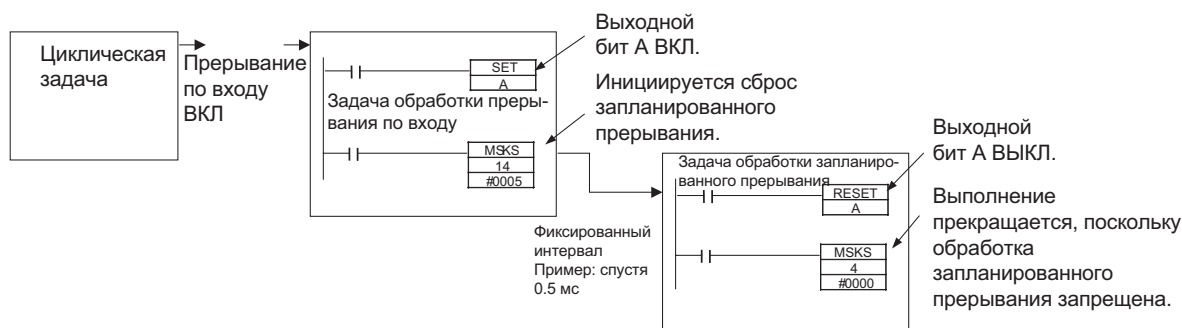 Циклическая
задача
Прерывание
по входу
ВКЛ
SET
A
Задача обработки преры-
вания по входу
MSKS
14
#0005
Выходной
бит А ВКЛ.
Инициируется сброс
запланированного
прерывания.
Фиксированный
интервал
Пример: спустя
0.5 мс
Задача обработки запланиро-
ванного прерывания
RESET
A
MSKS
4
#0000
Выходной
бит А ВЫКЛ.
Выполнение
прекращается, поскольку
обработка
запланированного
прерывания запрещена.